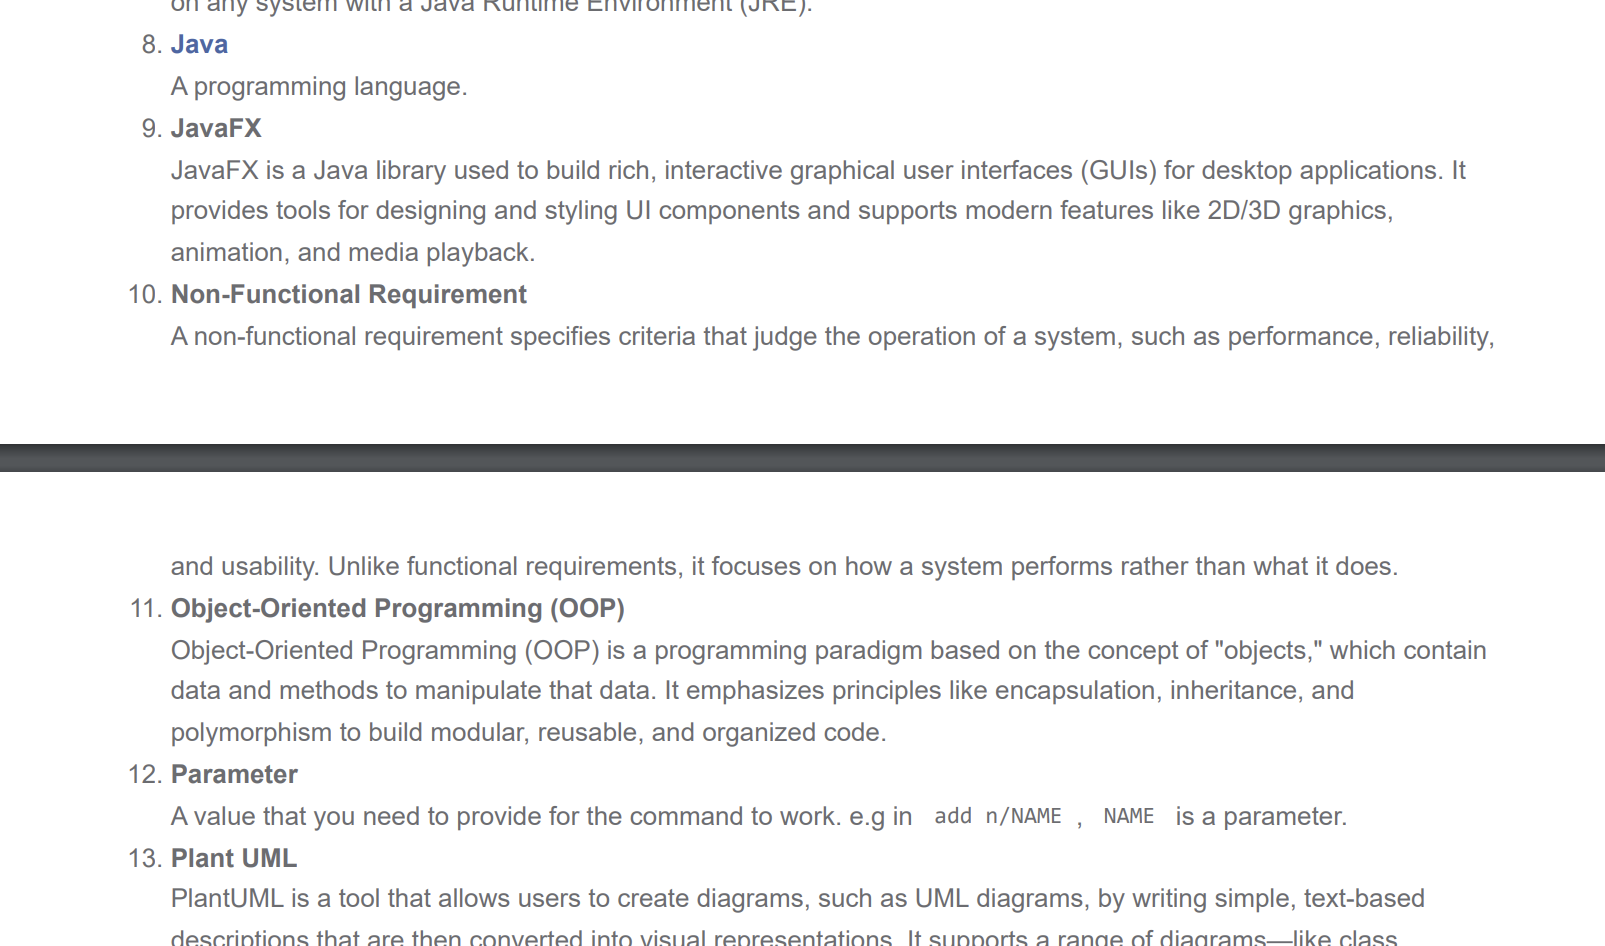 on any system with a Java Runtime Environment (JRE).
8. Java
A programming language.
9. JavaFX
JavaFX is a Java library used to build rich, interactive graphical user interfaces (GUIs) for desktop applications. It
provides tools for designing and styling UI components and supports modern features like 2D/3D graphics,
animation, and media playback.
10. Non-Functional Requirement
A non-functional requirement specifies criteria that judge the operation of a system, such as performance, reliability,
and usability. Unlike functional requirements, it focuses on how a system performs rather than what it does.
11. Object-Oriented Programming (OOP)
Object-Oriented Programming (OOP) is a programming paradigm based on the concept of "objects," which contain
data and methods to manipulate that data. It emphasizes principles like encapsulation, inheritance, and
polymorphism to build modular, reusable, and organized code.
12. Parameter
A value that you need to provide for the command to work. e.g in add n/NAME , NAME is a parameter.
13. Plant UML
PlantUML is a tool that allows users to create diagrams, such as UML diagrams, by writing simple, text-based
descriptions that are then converted into visual representations. It supports a range of diagrams—like class